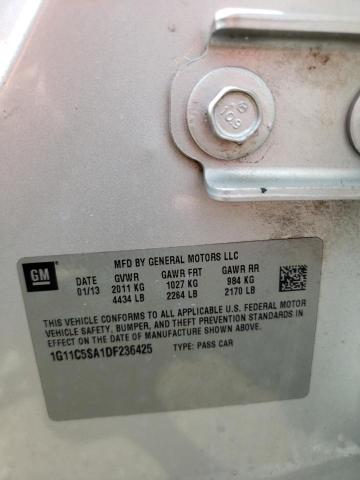 B
10.9
MFD BY GENERAL MOTORS LLC
GM
DATE GVWR GAWR FRT GAWR RR
01/13 2011 KG 1027 KG 984 KG
4434 LB 2264 LB 2170 LB
THIS VEHICLE CONFORMS TO ALL APPLICABLE U.S. FEDERAL MOTOR
VEHICLE SAFETY, BUMPER, AND THEFT PREVENTION STANDARDS IN
EFFECT ON THE DATE OF MANUFACTURE SHOWN ABOVE.
1G11C5SA1DF236425 TYPE: PASS CAR